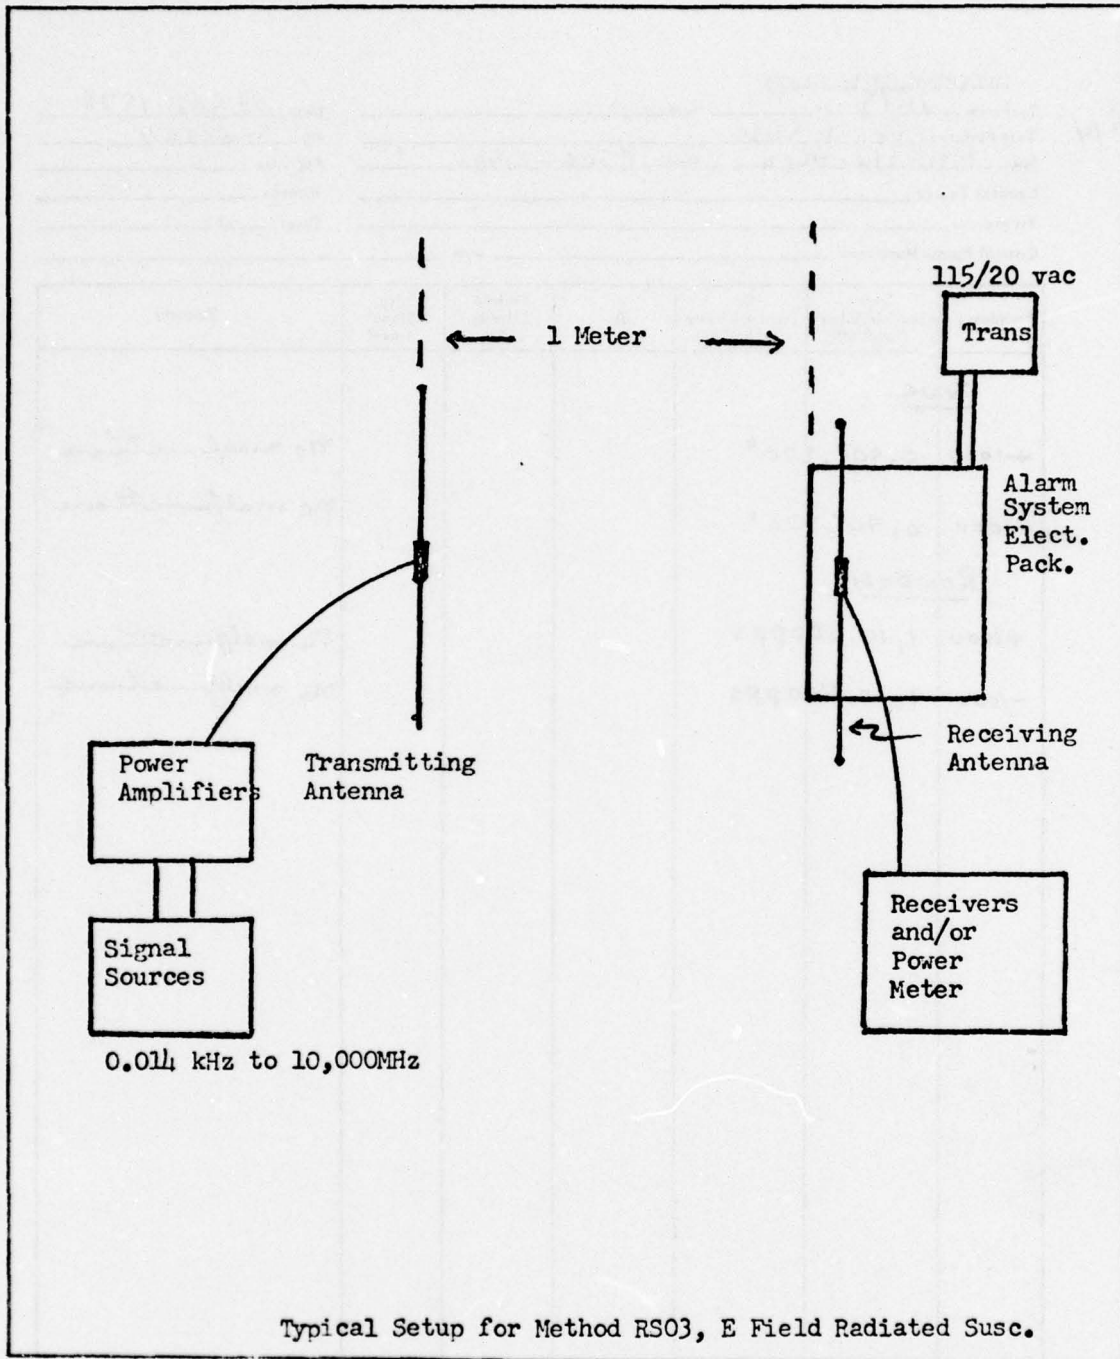 115/20 vac
1 Meter
Trans
Alarm
System
Elect.
Pack.
Receiving
Antenna
Power
Amplifiers
Transmitting
Antenna
Signal
Sources
Receivers
and/or
Power
Meter
0.014 kHz to 10,000MHz
Typical Setup for Method RS03, E Field Radiated Susc.